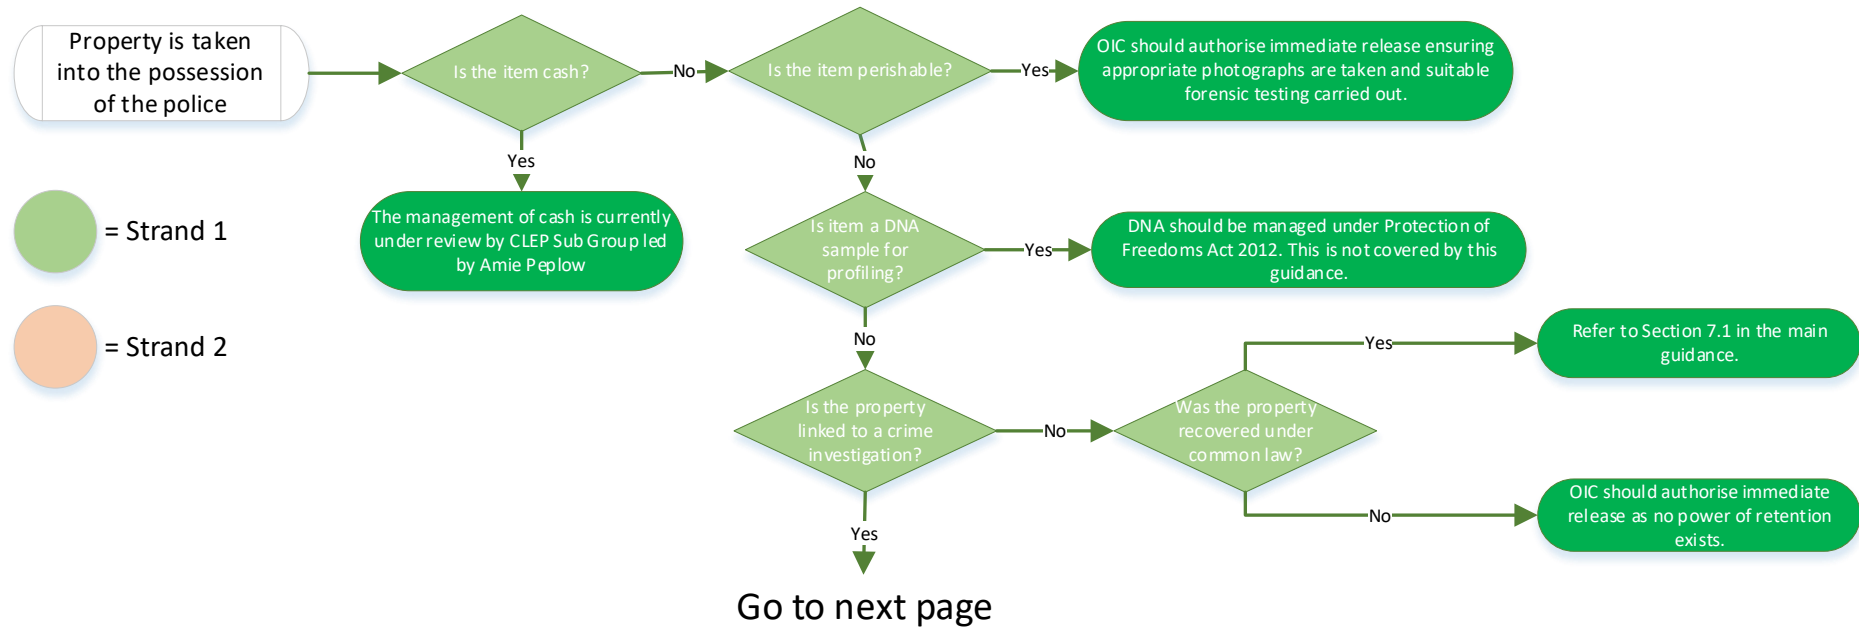 Property is taken
into the possession
of the police
Is the item cash?
No
Is the item perishable?
Yes
OIC should authorise immediate release ensuring
appropriate photographs are taken and suitable
forensic testing carried out.
Yes
No
The management of cash is currently
under review by CLEP Sub Group led
by Amie Peplow
= Strand 1
Is item a DNA
sample for
profiling?
Yes
DNA should be managed under Protection of
Freedoms Act 2012. This is not covered by this
guidance.
= Strand 2
No
Yes
Refer to Section 7.1 in the main
guidance.
Is the property
linked to a crime
investigation?
No
Was the property
recovered under
common law?
No
OIC should authorise immediate
release as no power of retention
exists.
Yes
Go to next page